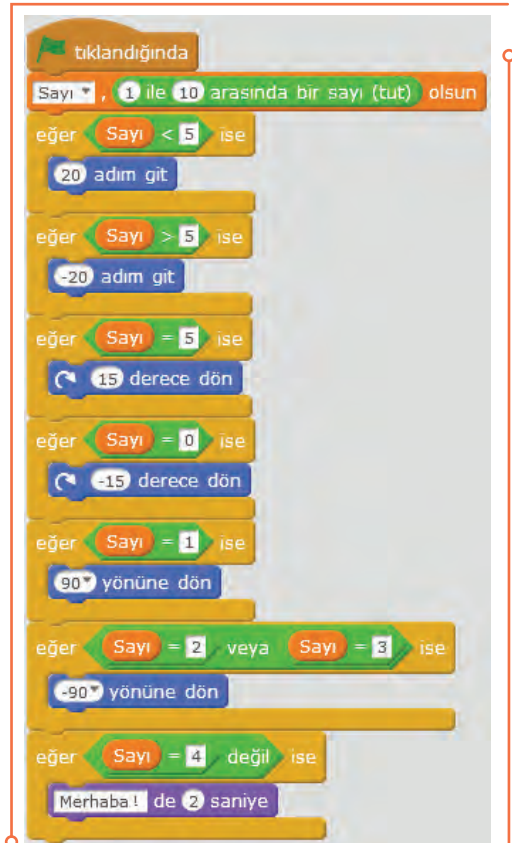 tıklandığında
Sayı , 1 ile 10 arasında bir sayı (tut) olsun
eğer Sayı < 5 ise
20 adım git
eğer Sayı > 5 ise
-20 adım git
eğer Sayı = 5 ise
15 derece dön
eğer Sayı = 0 ise
-15 derece dön
eğer Sayı = 1 ise
90 yönüne dön
eğer Sayı = 2 veya Sayı = 3 ise
-90 yönüne dön
eğer Sayı = 4 değil ise
Merhaba ! de 2 saniye